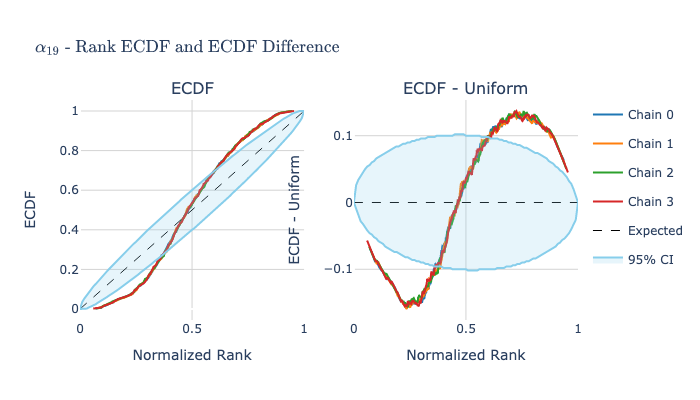 α19 - Rank ECDF and ECDF Difference
ECDF
ECDF
1
0.8
0.6
0.4
0.2
0
0
0.5
1
Normalized Rank
ECDF - Uniform
ECDF - Uniform
0.1
0
−0.1
0
0.5
1
Normalized Rank
Chain 0
Chain 1
Chain 2
Chain 3
Expected
95% CI